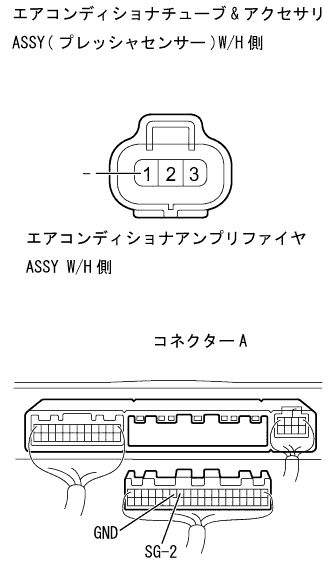 エアコンディショナチューブ&アクセサリ
ASSY(プレッシャセンサー)W/H側
- 1 2 3
エアコンディショナアンプリファイヤ
ASSY W/H側
コネクターA
GND
SG-2